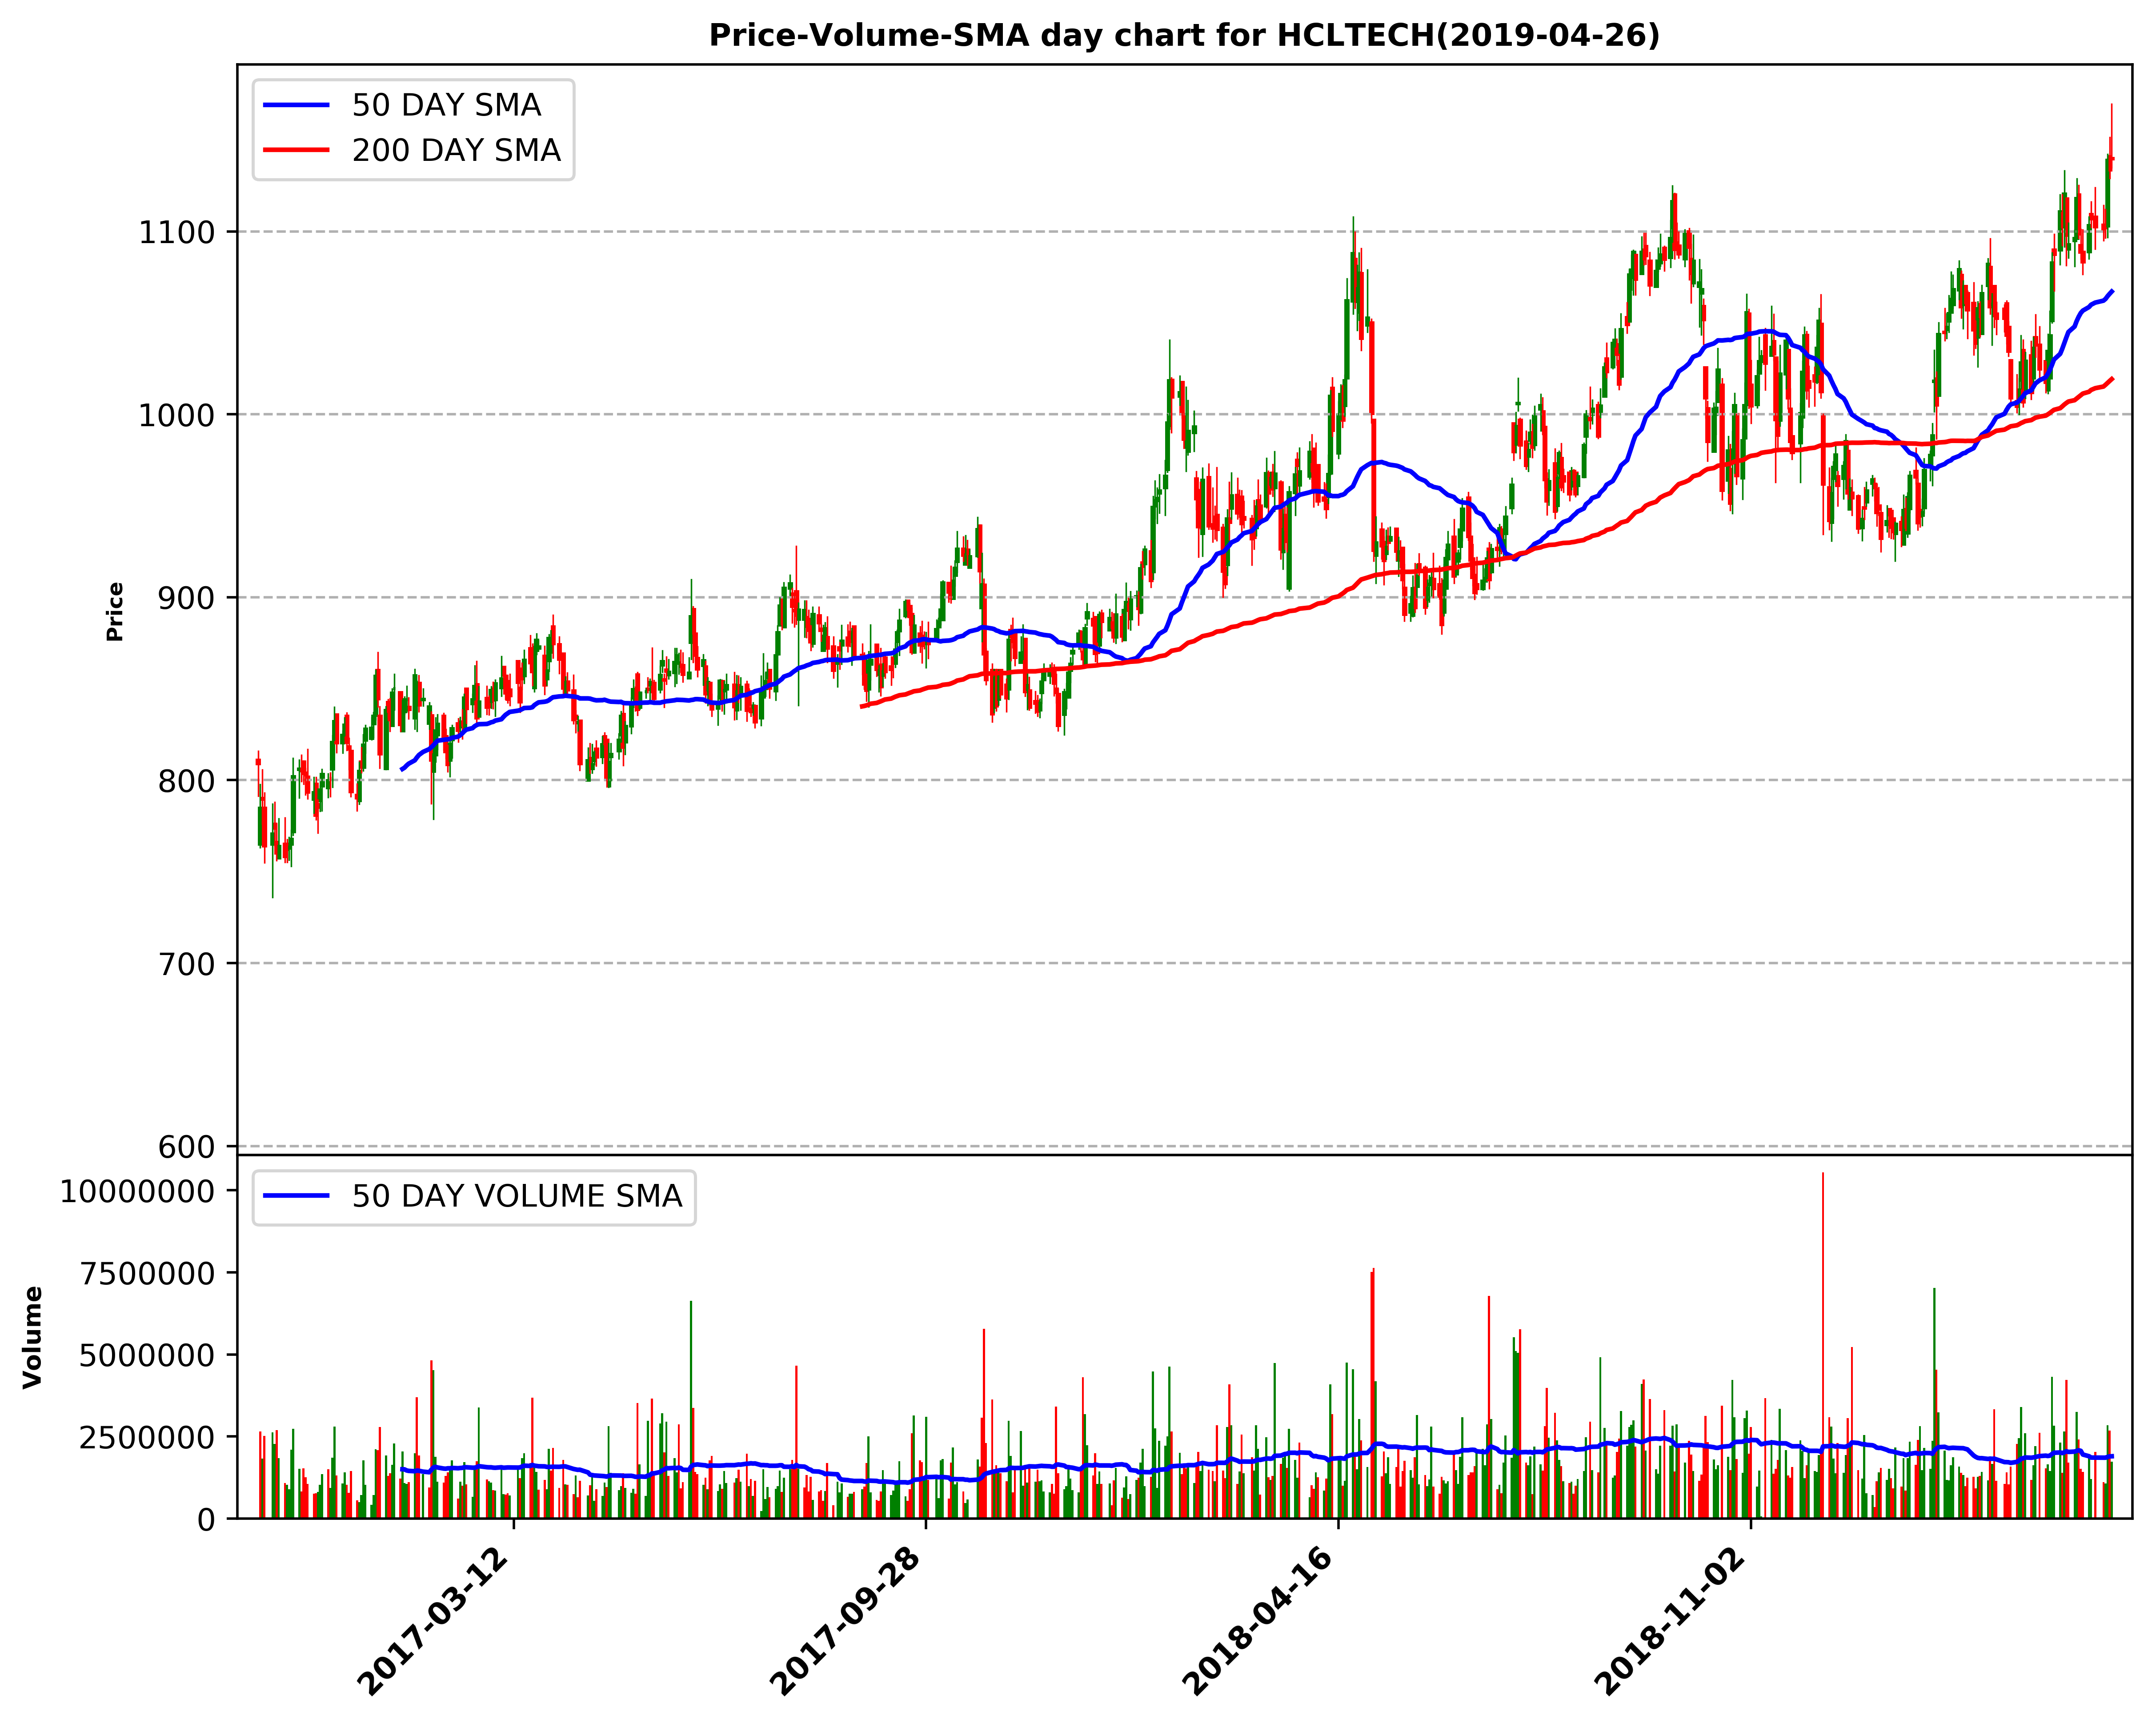 Price-Volume-SMA day chart for HCLTECH(2019-04-26)
50 DAY SMA
200 DAY SMA
1100
1000
900
800
700
600
Price
50 DAY VOLUME SMA
10000000
7500000
5000000
2500000
0
Volume
2017-03-12
2017-09-28
2018-04-16
2018-11-02